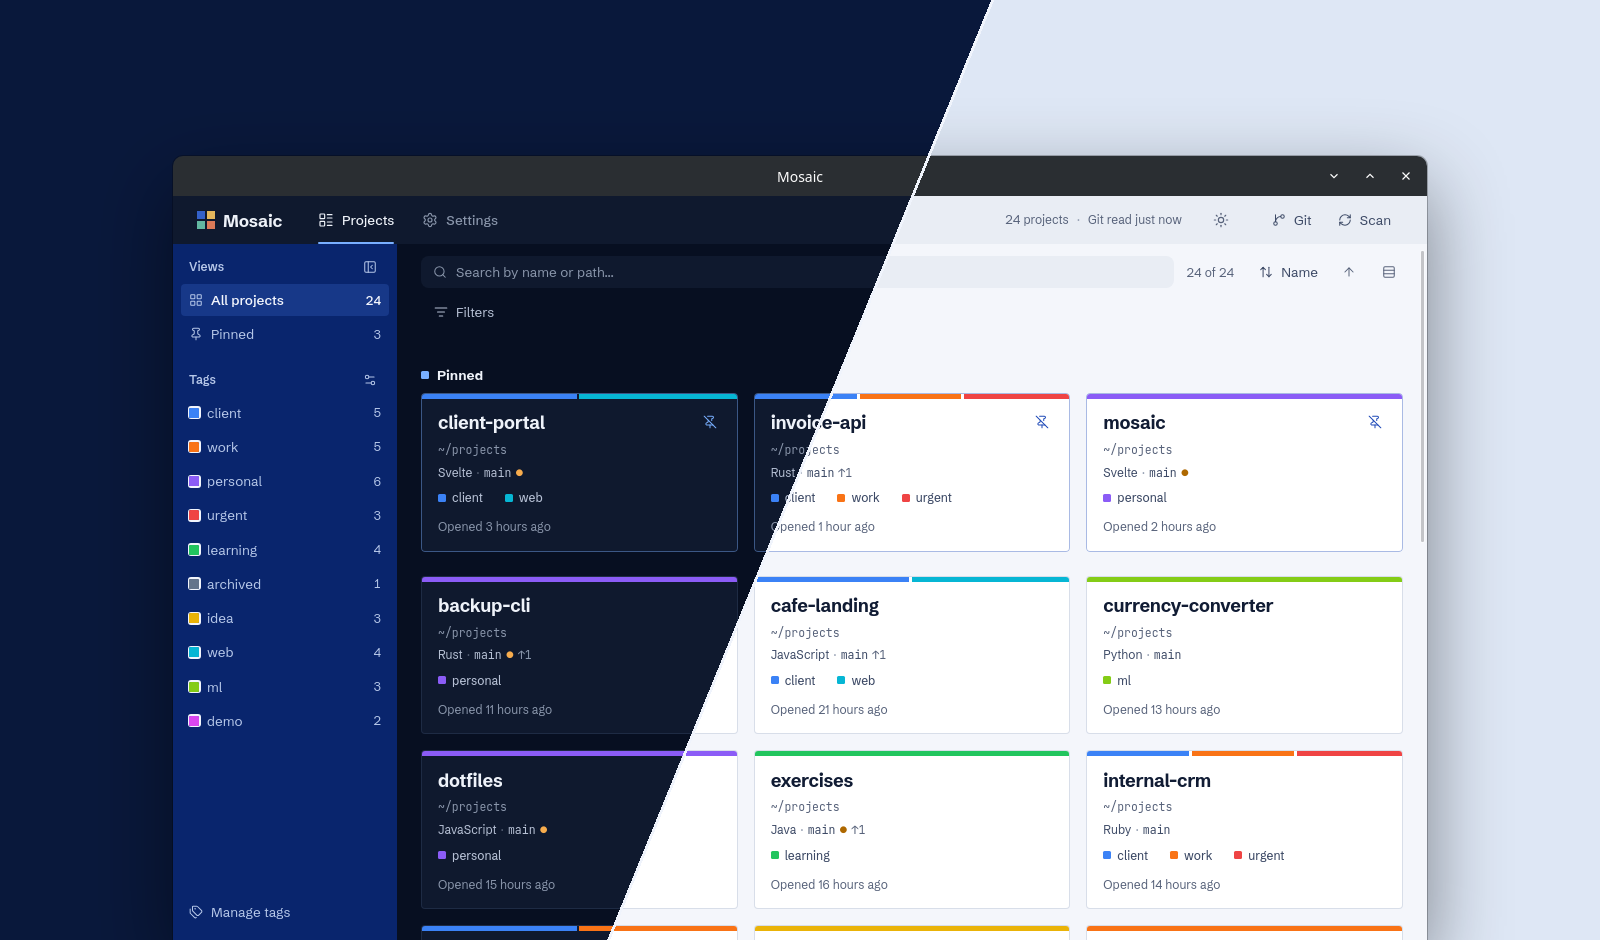 Mosaic
Mosaic
Projects
Settings
24 projects · Git read just now
Git
Scan
Views
All projects 24
Pinned 3
Tags
client 5
work 5
personal 6
urgent 3
learning 4
archived 1
idea 3
web 4
ml 3
demo 2
Manage tags
Search by name or path...
24 of 24
Name
Filters
Pinned
client-portal
~/projects
Svelte · main
client web
Opened 3 hours ago
invoice-api
~/projects
Rust · main ↑1
client work urgent
Opened 1 hour ago
mosaic
~/projects
Svelte · main
personal
Opened 2 hours ago
backup-cli
~/projects
Rust · main ↑1
personal
Opened 11 hours ago
cafe-landing
~/projects
JavaScript · main ↑1
client web
Opened 21 hours ago
currency-converter
~/projects
Python · main
ml
Opened 13 hours ago
dotfiles
~/projects
JavaScript · main
personal
Opened 15 hours ago
exercises
~/projects
Java · main ↑1
learning
Opened 16 hours ago
internal-crm
~/projects
Ruby · main
client work urgent
Opened 14 hours ago